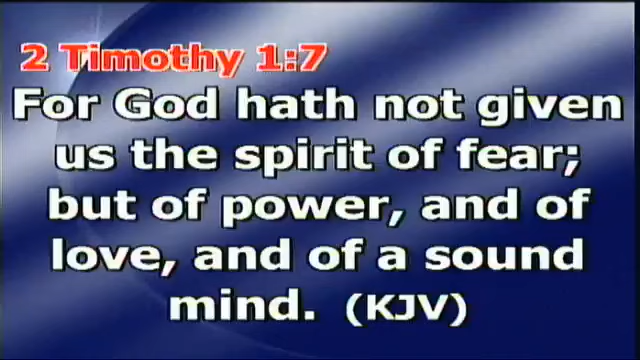 2 Timothy 1:7
For God hath not given
us the spirit of fear;
but of power, and of
love, and of a sound
mind. (KJV)